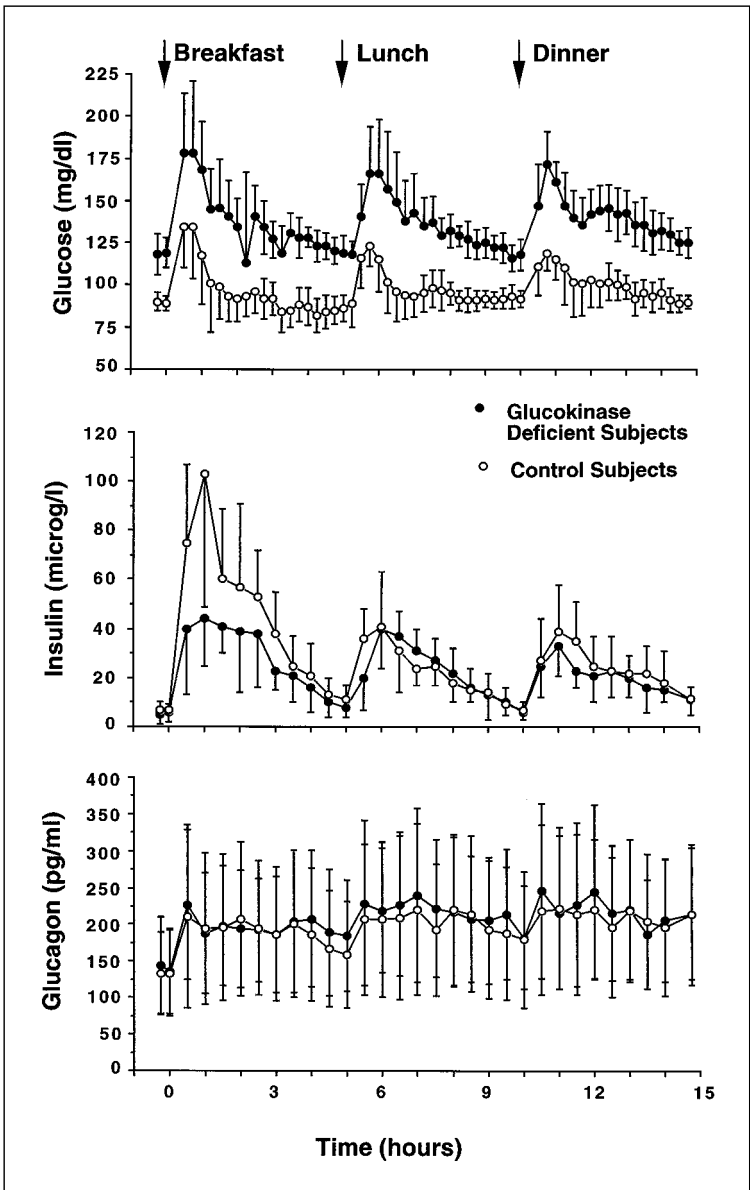 Breakfast Lunch Dinner
Glucose (mg/dl)
225
200
175
150
125
100
75
50
Glucokinase
Deficient Subjects
Control Subjects
Insulin (microg/l)
120
100
80
60
40
20
0
Glucagon (pg/ml)
400
350
300
250
200
150
100
50
0
0 3 6 9 12 15
Time (hours)